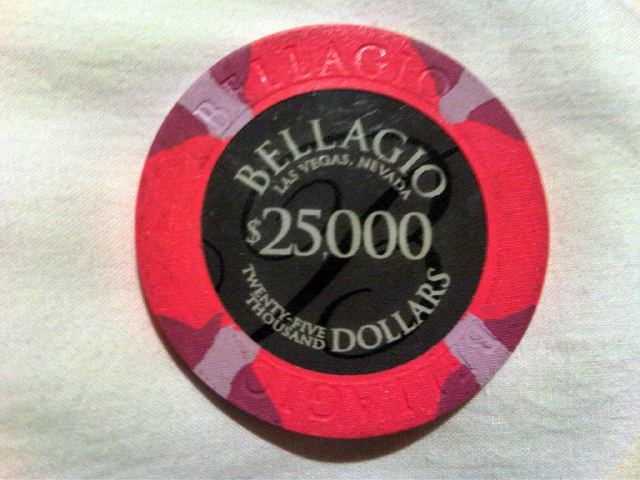 BELLAGIO
BELLAGIO
LAS VEGAS, NEVADA
$25,000
TWENTY-FIVE
THOUSAND
DOLLARS